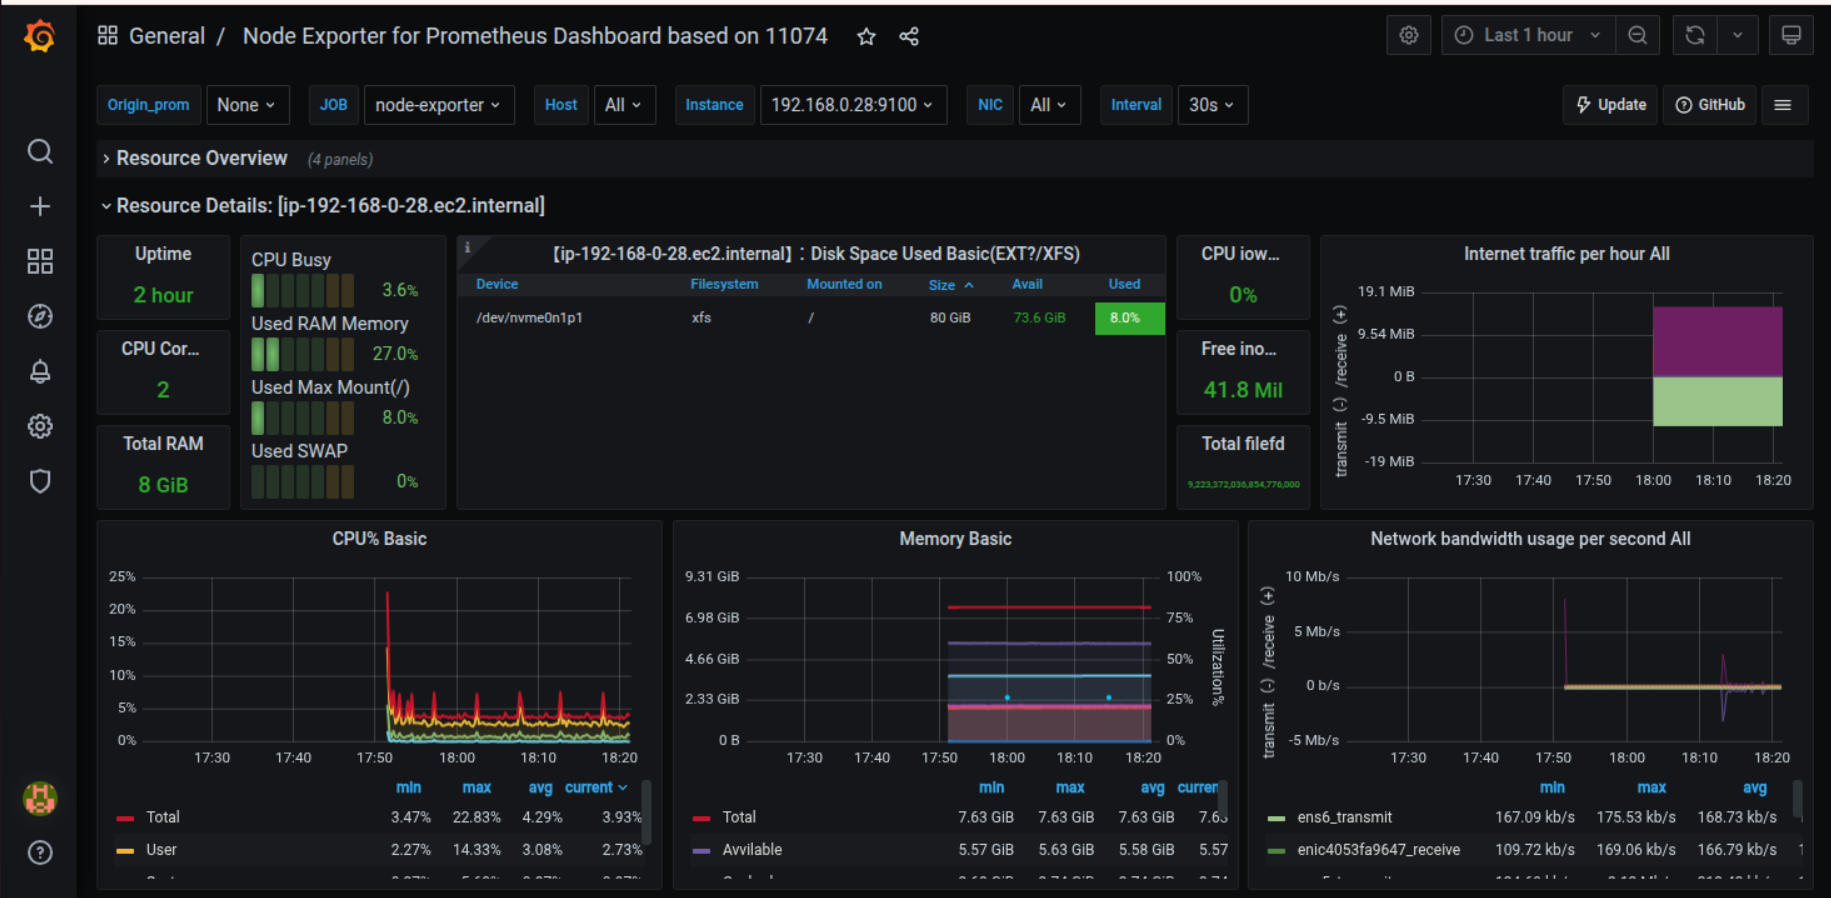 General / Node Exporter for Prometheus Dashboard based on 11074
Last 1 hour
Origin_prom None JOB node-exporter Host All Instance 192.168.0.28:9100 NIC All Interval 30s Update GitHub
Resource Overview (4 panels)
Resource Details: [ip-192-168-0-28.ec2.internal]
Uptime
2 hour
CPU Cor...
2
Total RAM
8 GiB
CPU Busy
3.6%
Used RAM Memory
27.0%
Used Max Mount(/)
8.0%
Used SWAP
0%
【ip-192-168-0-28.ec2.internal】：Disk Space Used Basic(EXT?/XFS)
Device Filesystem Mounted on Size Avail Used
/dev/nvme0n1p1 xfs / 80 GiB 73.6 GiB 8.0%
CPU iow...
0%
Free ino...
41.8 Mil
Total filefd
9,223,372,036,854,776,000
Internet traffic per hour All
transmit (-) /receive (+)
19.1 MiB
9.54 MiB
0 B
-9.5 MiB
-19 MiB
17:30 17:40 17:50 18:00 18:10 18:20
CPU% Basic
25%
20%
15%
10%
5%
0%
17:30 17:40 17:50 18:00 18:10 18:20
min max avg current
Total 3.47% 22.83% 4.29% 3.93%
User 2.27% 14.33% 3.08% 2.73%
Memory Basic
9.31 GiB 100%
6.98 GiB 75%
4.66 GiB 50%
2.33 GiB 25%
0 B 0%
Utilization%
17:30 17:40 17:50 18:00 18:10 18:20
min max avg curren
Total 7.63 GiB 7.63 GiB 7.63 GiB 7.63
Avvilable 5.57 GiB 5.63 GiB 5.58 GiB 5.57
Network bandwidth usage per second All
transmit (-) /receive (+)
10 Mb/s
5 Mb/s
0 b/s
-5 Mb/s
17:30 17:40 17:50 18:00 18:10 18:20
min max avg
ens6_transmit 167.09 kb/s 175.53 kb/s 168.73 kb/s
enic4053fa9647_receive 109.72 kb/s 169.06 kb/s 166.79 kb/s